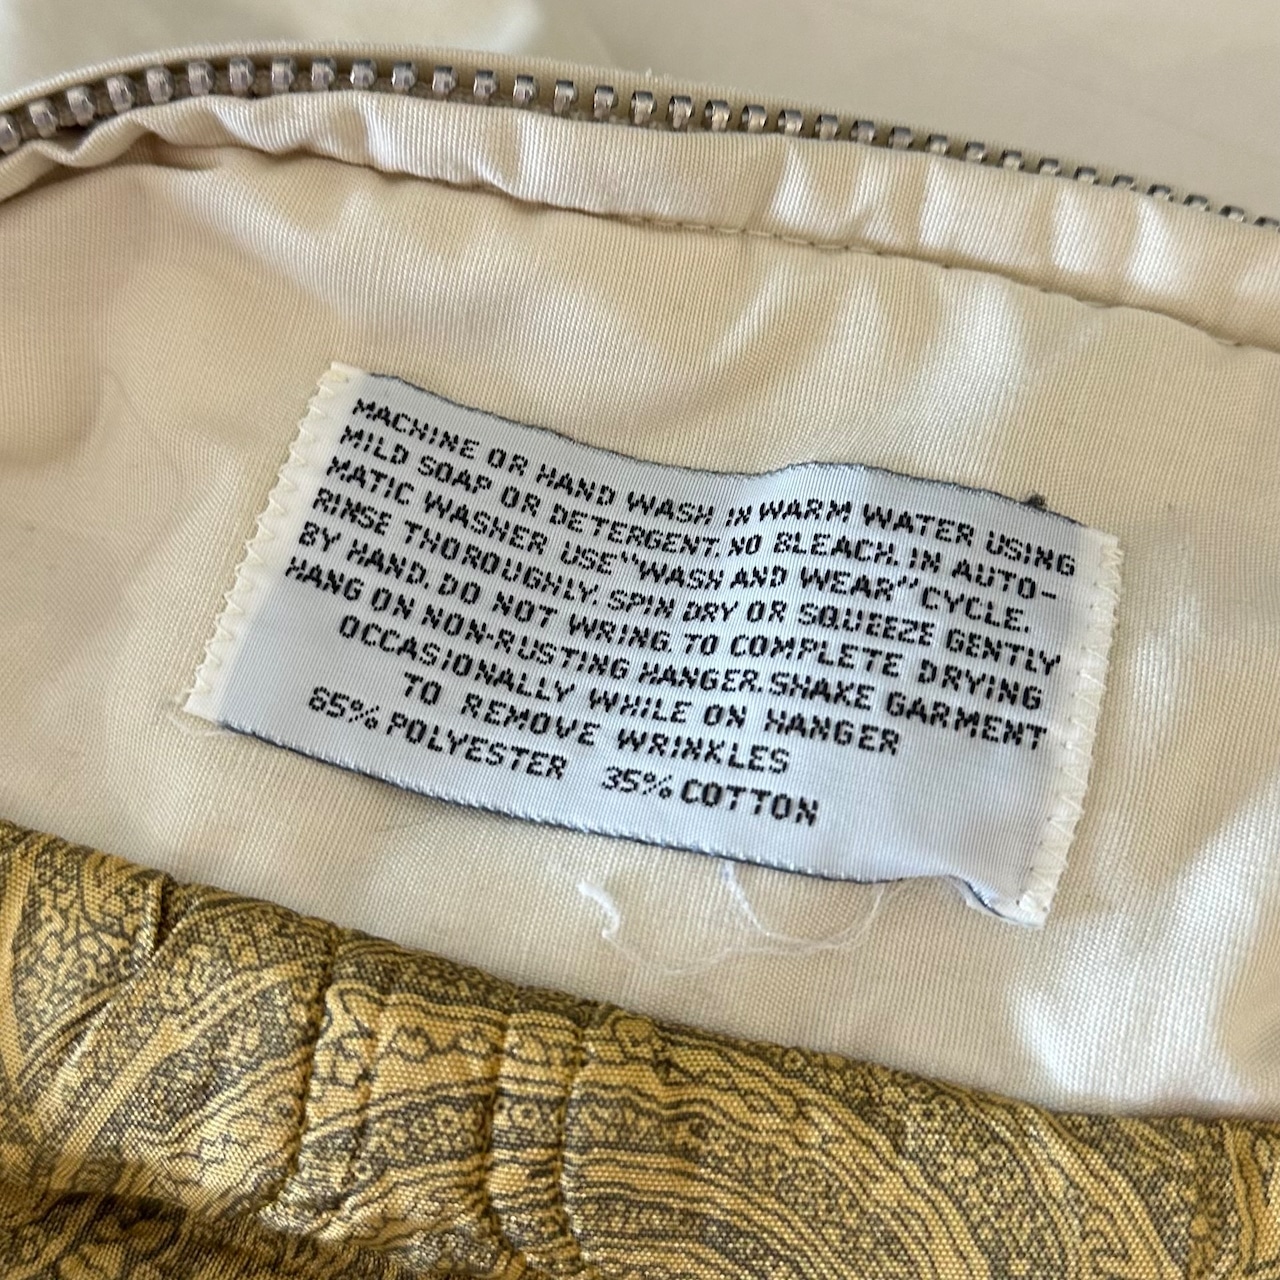 MACHINE OR HAND WASH IN WARM WATER USING
MILD SOAP OR DETERGENT. NO BLEACH. IN AUTO-
MATIC WASHER USE "WASH AND WEAR" CYCLE.
RINSE THOROUGHLY. SPIN DRY OR SQUEEZE GENTLY
BY HAND. DO NOT WRING. TO COMPLETE DRYING
HANG ON NON-RUSTING HANGER. SHAKE GARMENT
OCCASIONALLY WHILE ON HANGER
TO REMOVE WRINKLES
65% POLYESTER 35% COTTON